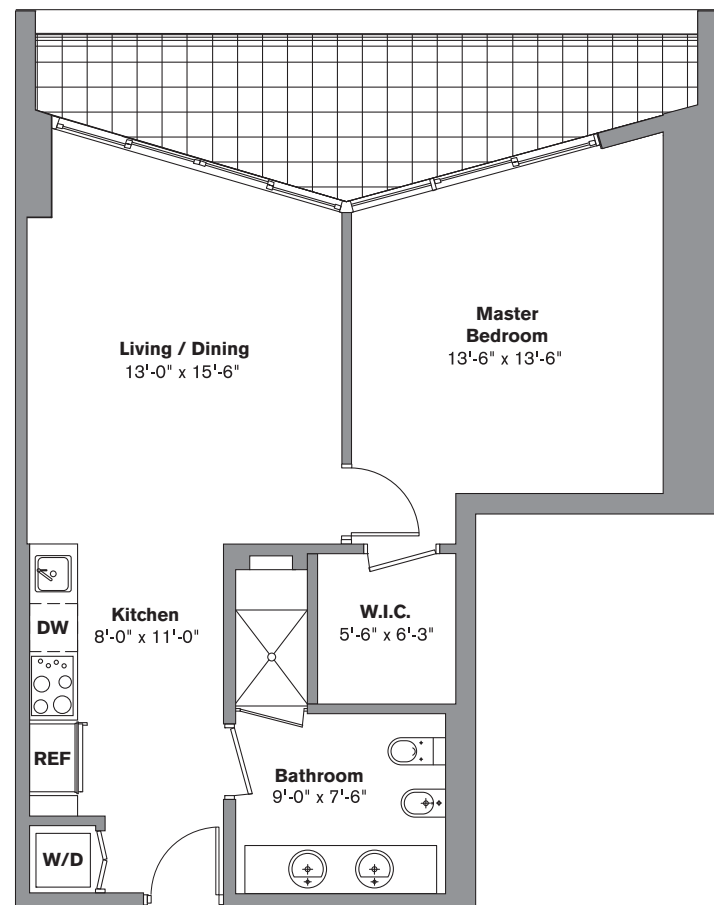 Master
Bedroom
13'-6" x 13'-6"
Living / Dining
13'-0" x 15'-6"
Kitchen
8'-0" x 11'-0"
W.I.C.
5'-6" x 6'-3"
DW
REF
Bathroom
9'-0" x 7'-6"
W/D